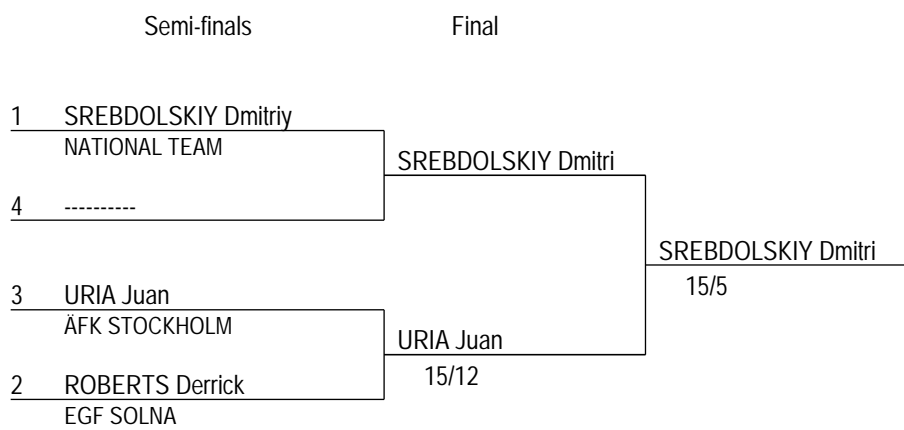 Semi-finals Final
1 SREBDOLSKIY Dmitriy
NATIONAL TEAM
SREBDOLSKIY Dmitri
4 ----------
SREBDOLSKIY Dmitri
15/5
3 URIA Juan
ÄFK STOCKHOLM
URIA Juan
15/12
2 ROBERTS Derrick
EGF SOLNA